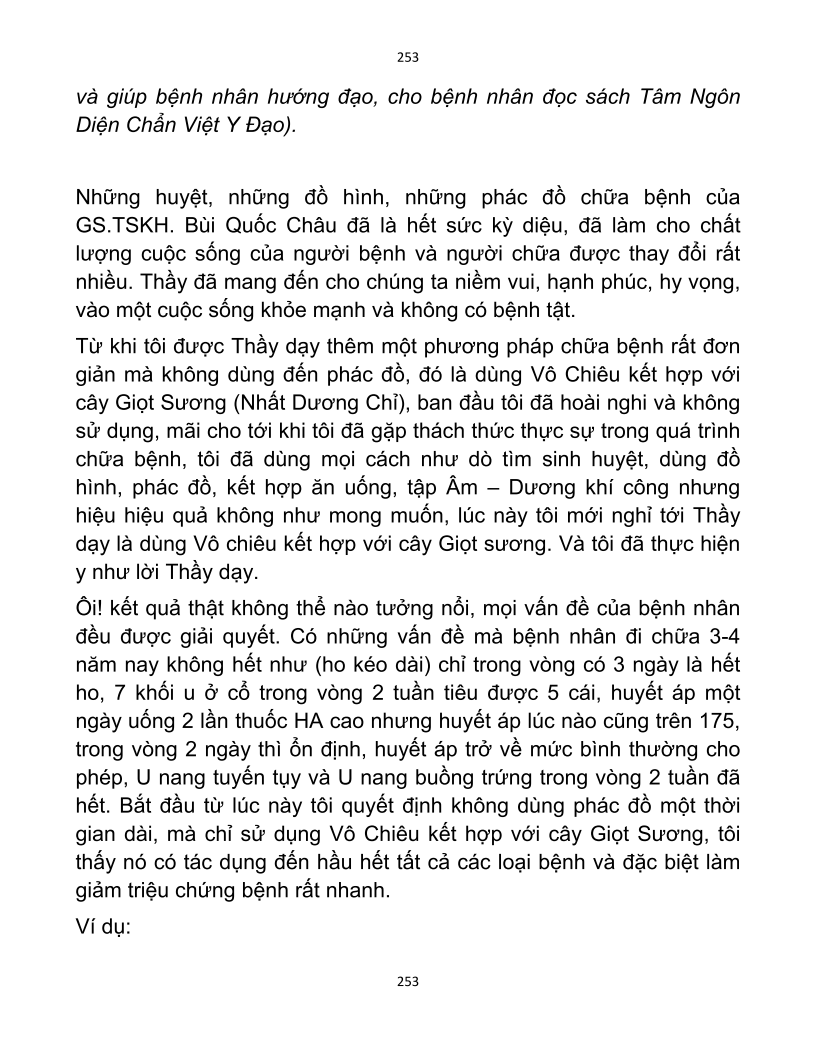 253
và giúp bệnh nhân hướng đạo, cho bệnh nhân đọc sách Tâm Ngôn
Diện Chẩn Việt Y Đạo).
Những huyệt, những đồ hình, những phác đồ chữa bệnh của
GS.TSKH. Bùi Quốc Châu đã là hết sức kỳ diệu, đã làm cho chất
lượng cuộc sống của người bệnh và người chữa được thay đổi rất
nhiều. Thầy đã mang đến cho chúng ta niềm vui, hạnh phúc, hy vọng,
vào một cuộc sống khỏe mạnh và không có bệnh tật.
Từ khi tôi được Thầy dạy thêm một phương pháp chữa bệnh rất đơn
giản mà không dùng đến phác đồ, đó là dùng Vô Chiêu kết hợp với
cây Giọt Sương (Nhất Dương Chỉ), ban đầu tôi đã hoài nghi và không
sử dụng, mãi cho tới khi tôi đã gặp thách thức thực sự trong quá trình
chữa bệnh, tôi đã dùng mọi cách như dò tìm sinh huyệt, dùng đồ
hình, phác đồ, kết hợp ăn uống, tập Âm – Dương khí công nhưng
hiệu hiệu quả không như mong muốn, lúc này tôi mới nghỉ tới Thầy
dạy là dùng Vô chiêu kết hợp với cây Giọt sương. Và tôi đã thực hiện
y như lời Thầy dạy.
Ôi! kết quả thật không thể nào tưởng nổi, mọi vấn đề của bệnh nhân
đều được giải quyết. Có những vấn đề mà bệnh nhân đi chữa 3-4
năm nay không hết như (ho kéo dài) chỉ trong vòng có 3 ngày là hết
ho, 7 khối u ở cổ trong vòng 2 tuần tiêu được 5 cái, huyết áp một
ngày uống 2 lần thuốc HA cao nhưng huyết áp lúc nào cũng trên 175,
trong vòng 2 ngày thì ổn định, huyết áp trở về mức bình thường cho
phép, U nang tuyến tụy và U nang buồng trứng trong vòng 2 tuần đã
hết. Bắt đầu từ lúc này tôi quyết định không dùng phác đồ một thời
gian dài, mà chỉ sử dụng Vô Chiêu kết hợp với cây Giọt Sương, tôi
thấy nó có tác dụng đến hầu hết tất cả các loại bệnh và đặc biệt làm
giảm triệu chứng bệnh rất nhanh.
Ví dụ:
253